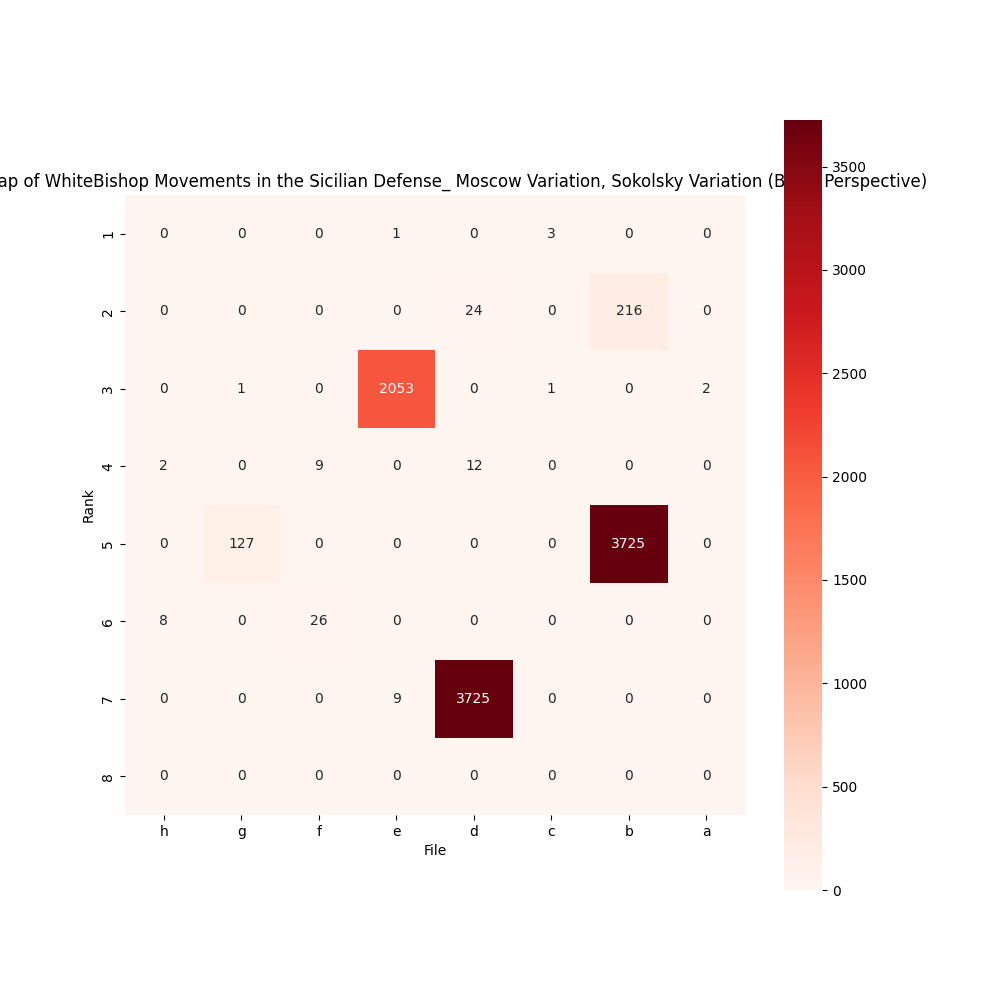 ap of WhiteBishop Movements in the Sicilian Defense_ Moscow Variation, Sokolsky Variation (B Perspective)
3500
3000
2500
2000
1500
1000
500
0
Rank
1 0 0 0 1 0 3 0 0
2 0 0 0 0 24 0 216 0
3 0 1 0 2053 0 1 0 2
4 2 0 9 0 12 0 0 0
5 0 127 0 0 0 0 3725 0
6 8 0 26 0 0 0 0 0
7 0 0 0 9 3725 0 0 0
8 0 0 0 0 0 0 0 0
h g f e d c b a
File